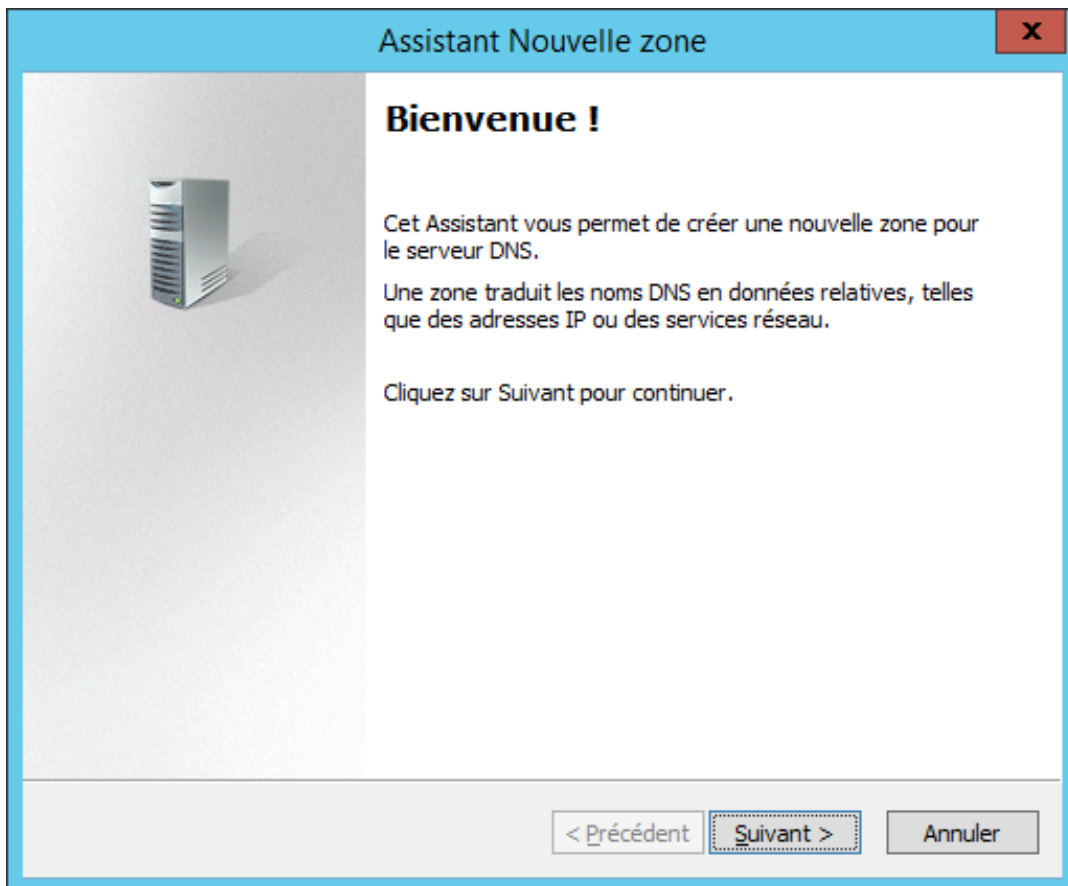 Assistant Nouvelle zone
x
Bienvenue !
Cet Assistant vous permet de créer une nouvelle zone pour
le serveur DNS.
Une zone traduit les noms DNS en données relatives, telles
que des adresses IP ou des services réseau.
Cliquez sur Suivant pour continuer.
< Précédent Suivant > Annuler